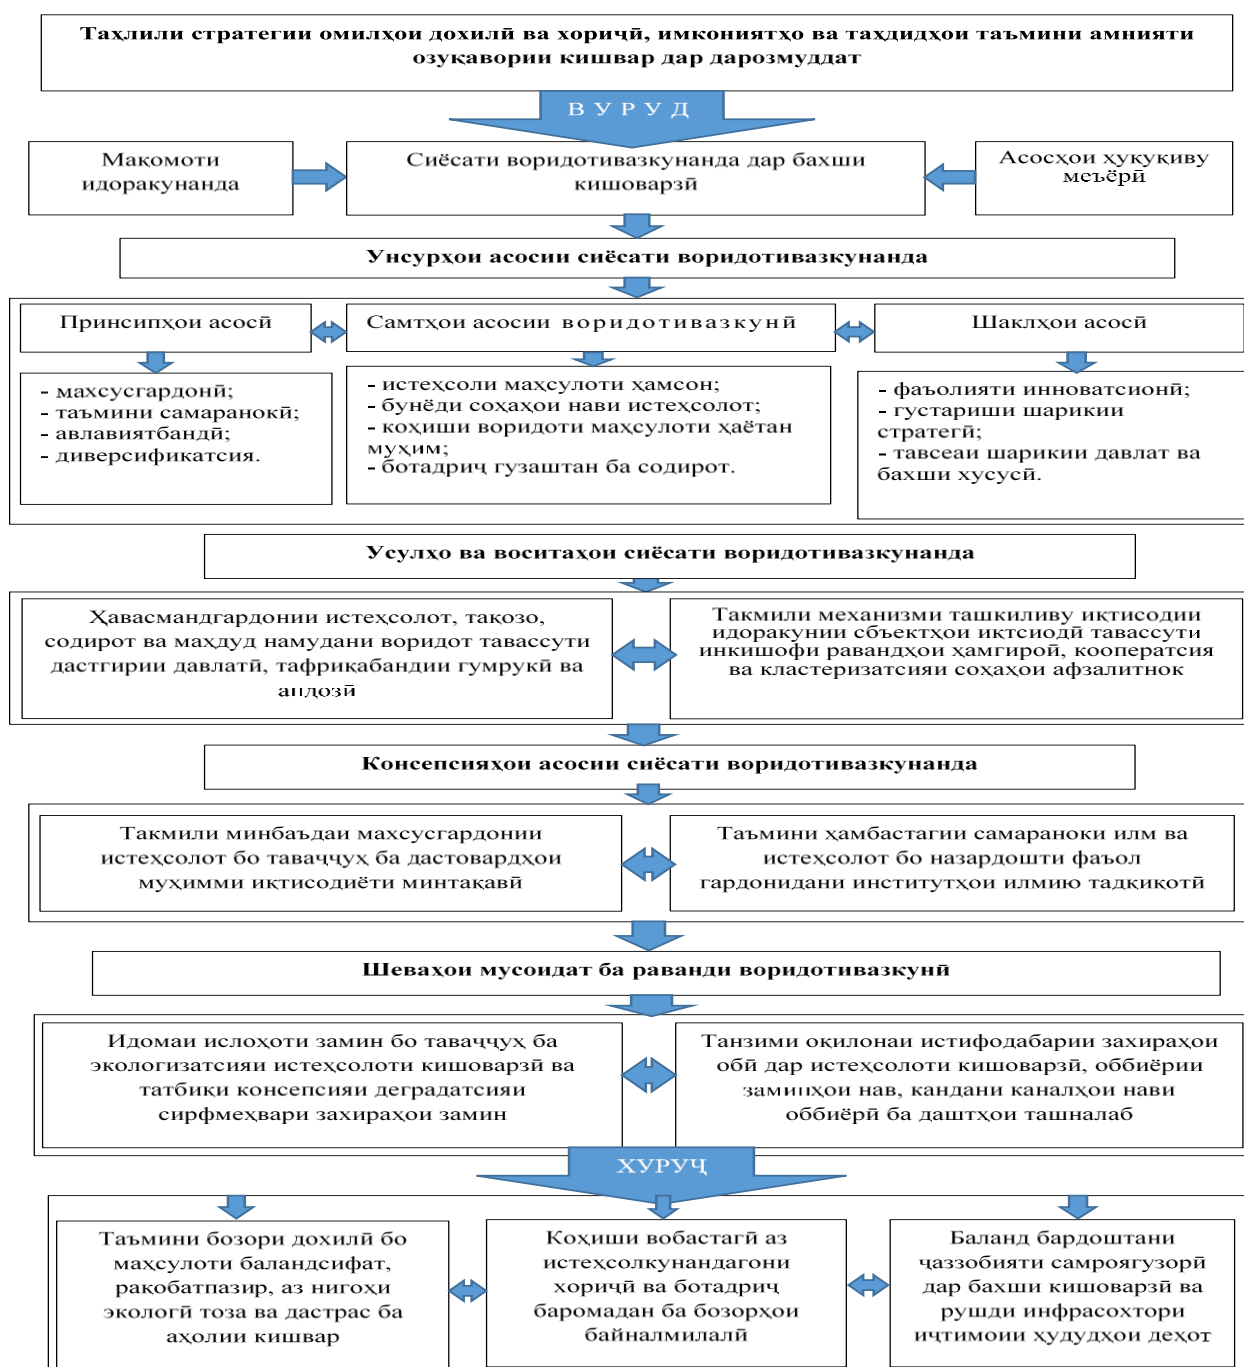 Таҳлили стратегии омилҳои дохилӣ ва хориҷӣ, имкониятҳо ва таҳдидҳои таъмини амнияти
озуқавории кишвар дар дарозмуддат
В У Р У Д
Мақомоти
идоракунанда
Сиёсати воридотивазкунанда дар бахши
кишоварзӣ
Асосҳои ҳуқуқиву
меъёрӣ
Унсурҳои асосии сиёсати воридотивазкунанда
Принсипҳои асосӣ
Самтҳои асосии воридотивазкунӣ
Шаклҳои асосӣ
- махсусгардонӣ;
- таъмини самаранокӣ;
- авлавиятбандӣ;
- диверсификатсия.
- истеҳсоли маҳсулоти ҳамсон;
- бунёди соҳаҳои нави истеҳсолот;
- коҳиши воридоти маҳсулоти ҳаётан
муҳим;
- ботадриҷ гузаштан ба содирот.
- фаъолияти инноватсионӣ;
- густариши шарикии
стратегӣ;
- тавсеаи шарикии давлат ва
бахши хусусӣ.
Усулҳо ва воситаҳои сиёсати воридотивазкунанда
Ҳавасмандгардонии истеҳсолот, тақозо,
содирот ва маҳдуд намудани воридот тавассути
дастгирии давлатӣ, тафриқабандии гумрукӣ ва
андозӣ
Такмили механизми ташкиливу иқтисодии
идоракунии сбъектҳои иқтсиодӣ тавассути
инкишофи равандҳои ҳамгироӣ, кооператсия
ва кластеризатсияи соҳаҳои афзалитнок
Консепсияҳои асосии сиёсати воридотивазкунанда
Такмили минбаъдаи махсусгардонии
истеҳсолот бо таваҷҷуҳ ба дастовардҳои
муҳимми иқтисодиёти минтақавӣ
Таъмини ҳамбастагии самараноки илм ва
истеҳсолот бо назардошти фаъол
гардонидани институтҳои илмию тадқиқотӣ
Шеваҳои мусоидат ба раванди воридотивазкунӣ
Идомаи ислоҳоти замин бо таваҷҷуҳ ба
экологизатсияи истеҳсолоти кишоварзӣ ва
татбиқи консепсияи деградатсияи
сирфмеҳвари захираҳои замин
Танзими оқилонаи истифодабарии захираҳои
обӣ дар истеҳсолоти кишоварзӣ, оббиёрии
заминҳои нав, кандани каналҳои нави
оббиёрӣ ба даштҳои ташналаб
ХУРУҶ
Таъмини бозори дохилӣ бо
маҳсулоти баландсифат,
рақобатпазир, аз нигоҳи
экологӣ тоза ва дастрас ба
аҳолии кишвар
Коҳиши вобастагӣ аз
истеҳсолкунандагони
хориҷӣ ва ботадриҷ
баромадан ба бозорҳои
байналмилалӣ
Баланд бардоштани
ҷаззобияти самроягузорӣ
дар бахши кишоварзӣ ва
рушди инфрасохтори
иҷтимоии ҳудудҳои деҳот